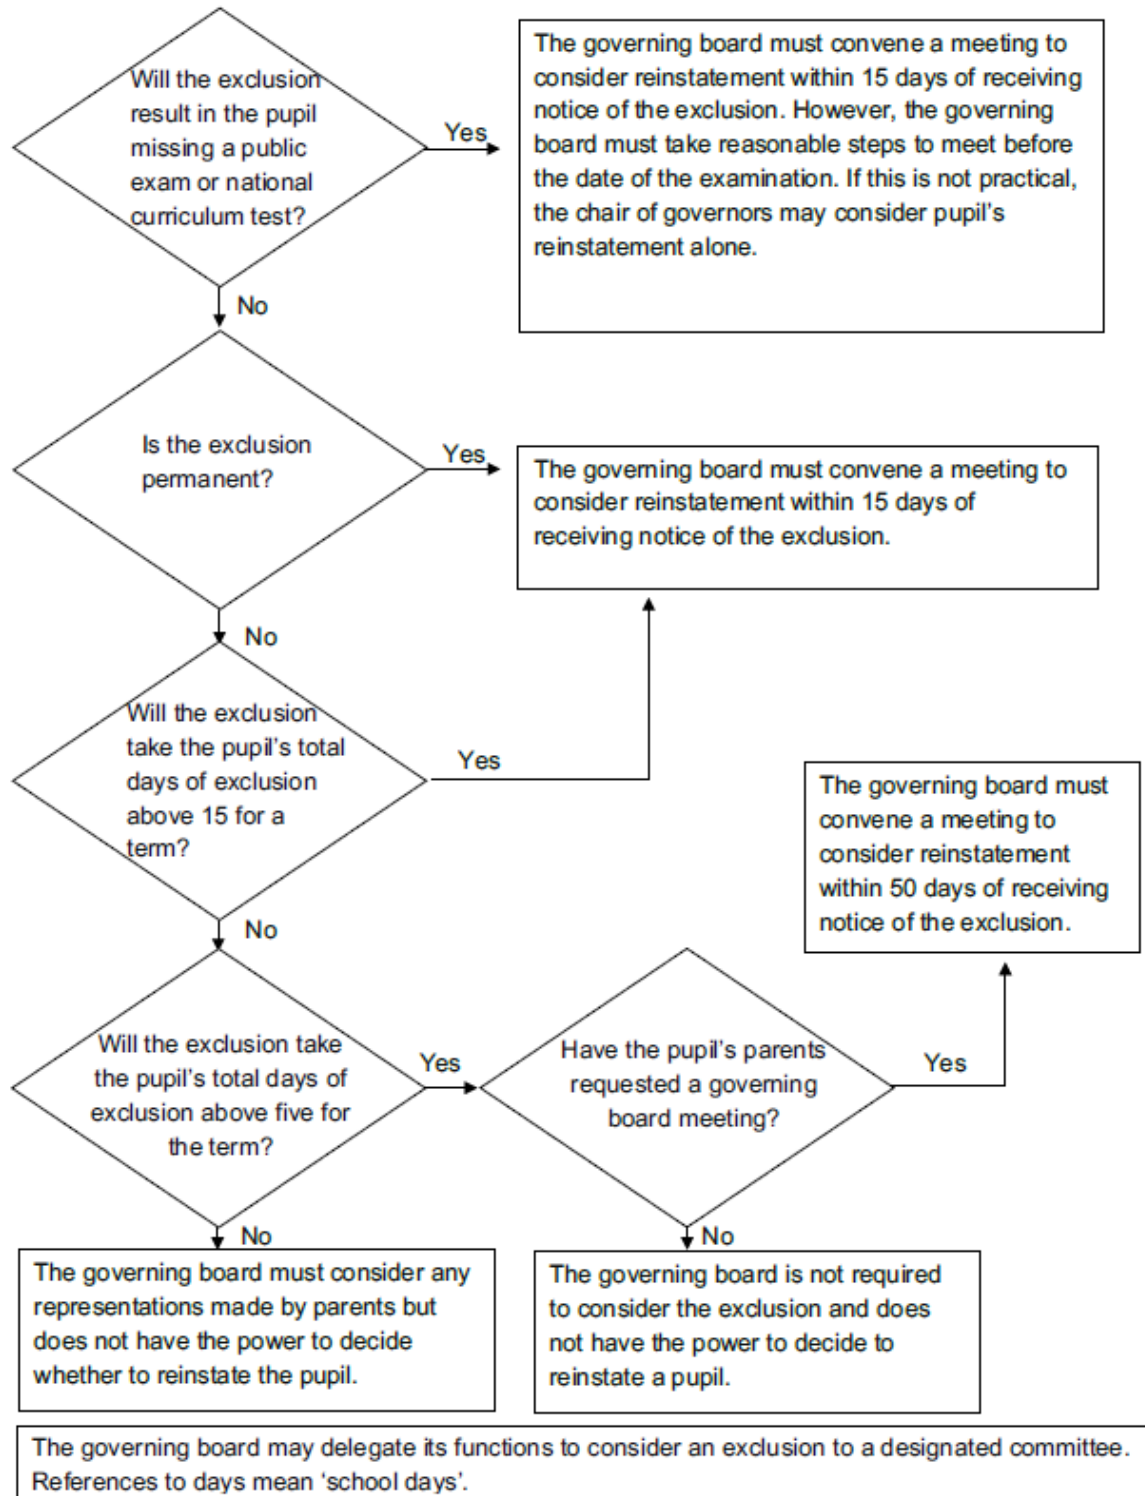 Will the exclusion
result in the pupil
missing a public
exam or national
curriculum test?
Yes
The governing board must convene a meeting to
consider reinstatement within 15 days of receiving
notice of the exclusion. However, the governing
board must take reasonable steps to meet before
the date of the examination. If this is not practical,
the chair of governors may consider pupil's
reinstatement alone.
No
Is the exclusion
permanent?
Yes
The governing board must convene a meeting to
consider reinstatement within 15 days of
receiving notice of the exclusion.
No
Will the exclusion
take the pupil's total
days of exclusion
above 15 for a
term?
Yes
The governing board must
convene a meeting to
consider reinstatement
within 50 days of receiving
notice of the exclusion.
No
Will the exclusion take
the pupil's total days of
exclusion above five for
the term?
Yes
Have the pupil's parents
requested a governing
board meeting?
Yes
No
The governing board must consider any
representations made by parents but
does not have the power to decide
whether to reinstate the pupil.
No
The governing board is not required
to consider the exclusion and does
not have the power to decide to
reinstate a pupil.
The governing board may delegate its functions to consider an exclusion to a designated committee.
References to days mean 'school days'.